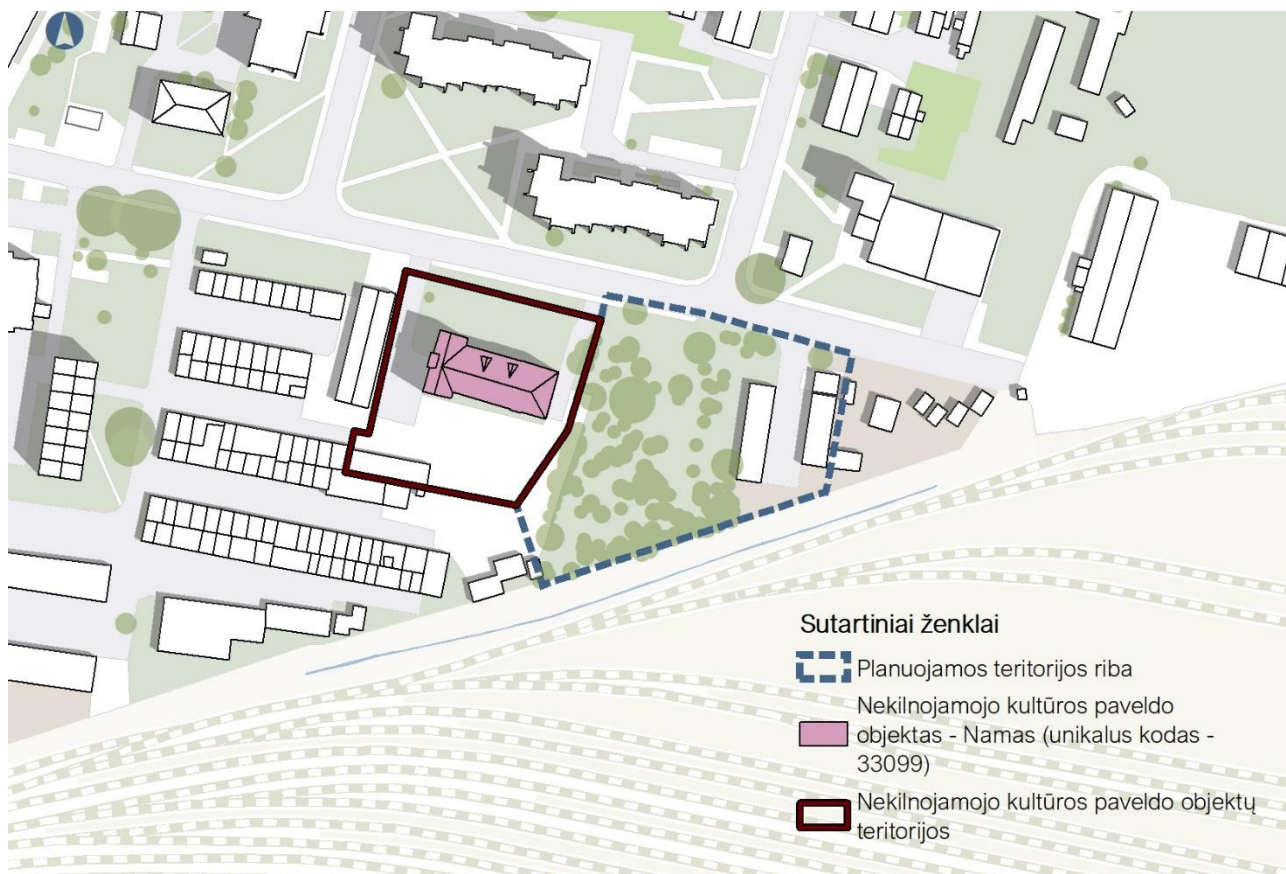 Sutartiniai ženklai
Planuojamos teritorijos riba
Nekilnojamojo kultūros paveldo
objektas - Namas (unikalus kodas -
33099)
Nekilnojamojo kultūros paveldo objektų
teritorijos